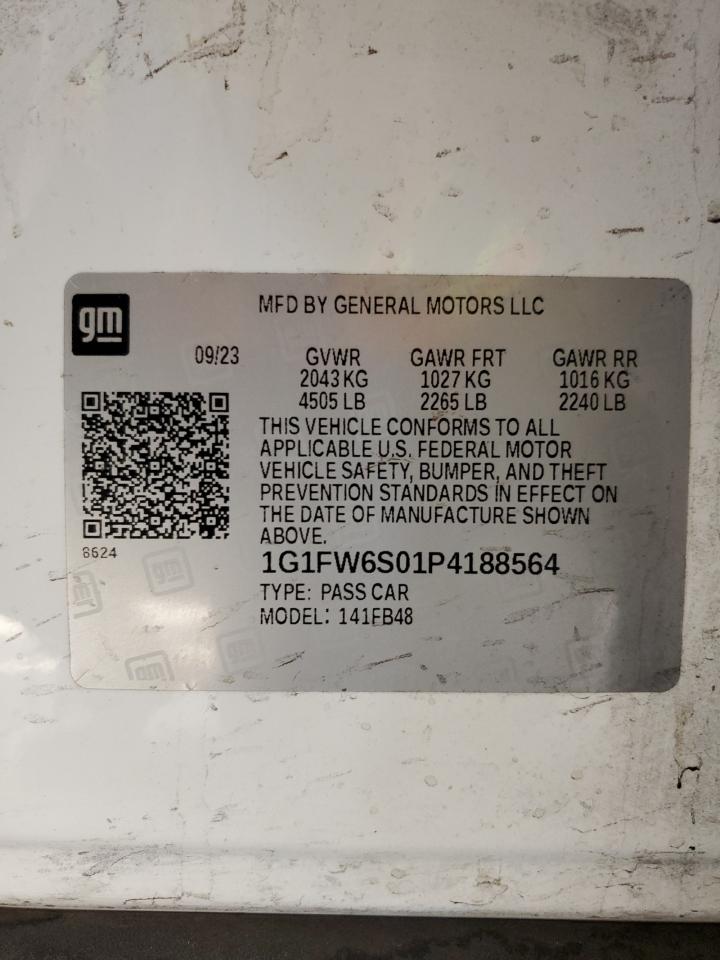 gm
MFD BY GENERAL MOTORS LLC
09/23
GVWR GAWR FRT GAWR RR
2043 KG 1027 KG 1016 KG
4505 LB 2265 LB 2240 LB
THIS VEHICLE CONFORMS TO ALL
APPLICABLE U.S. FEDERAL MOTOR
VEHICLE SAFETY, BUMPER, AND THEFT
PREVENTION STANDARDS IN EFFECT ON
THE DATE OF MANUFACTURE SHOWN
ABOVE.
8624
1G1FW6S01P4188564
TYPE: PASS CAR
MODEL: 141FB48
gm
gm